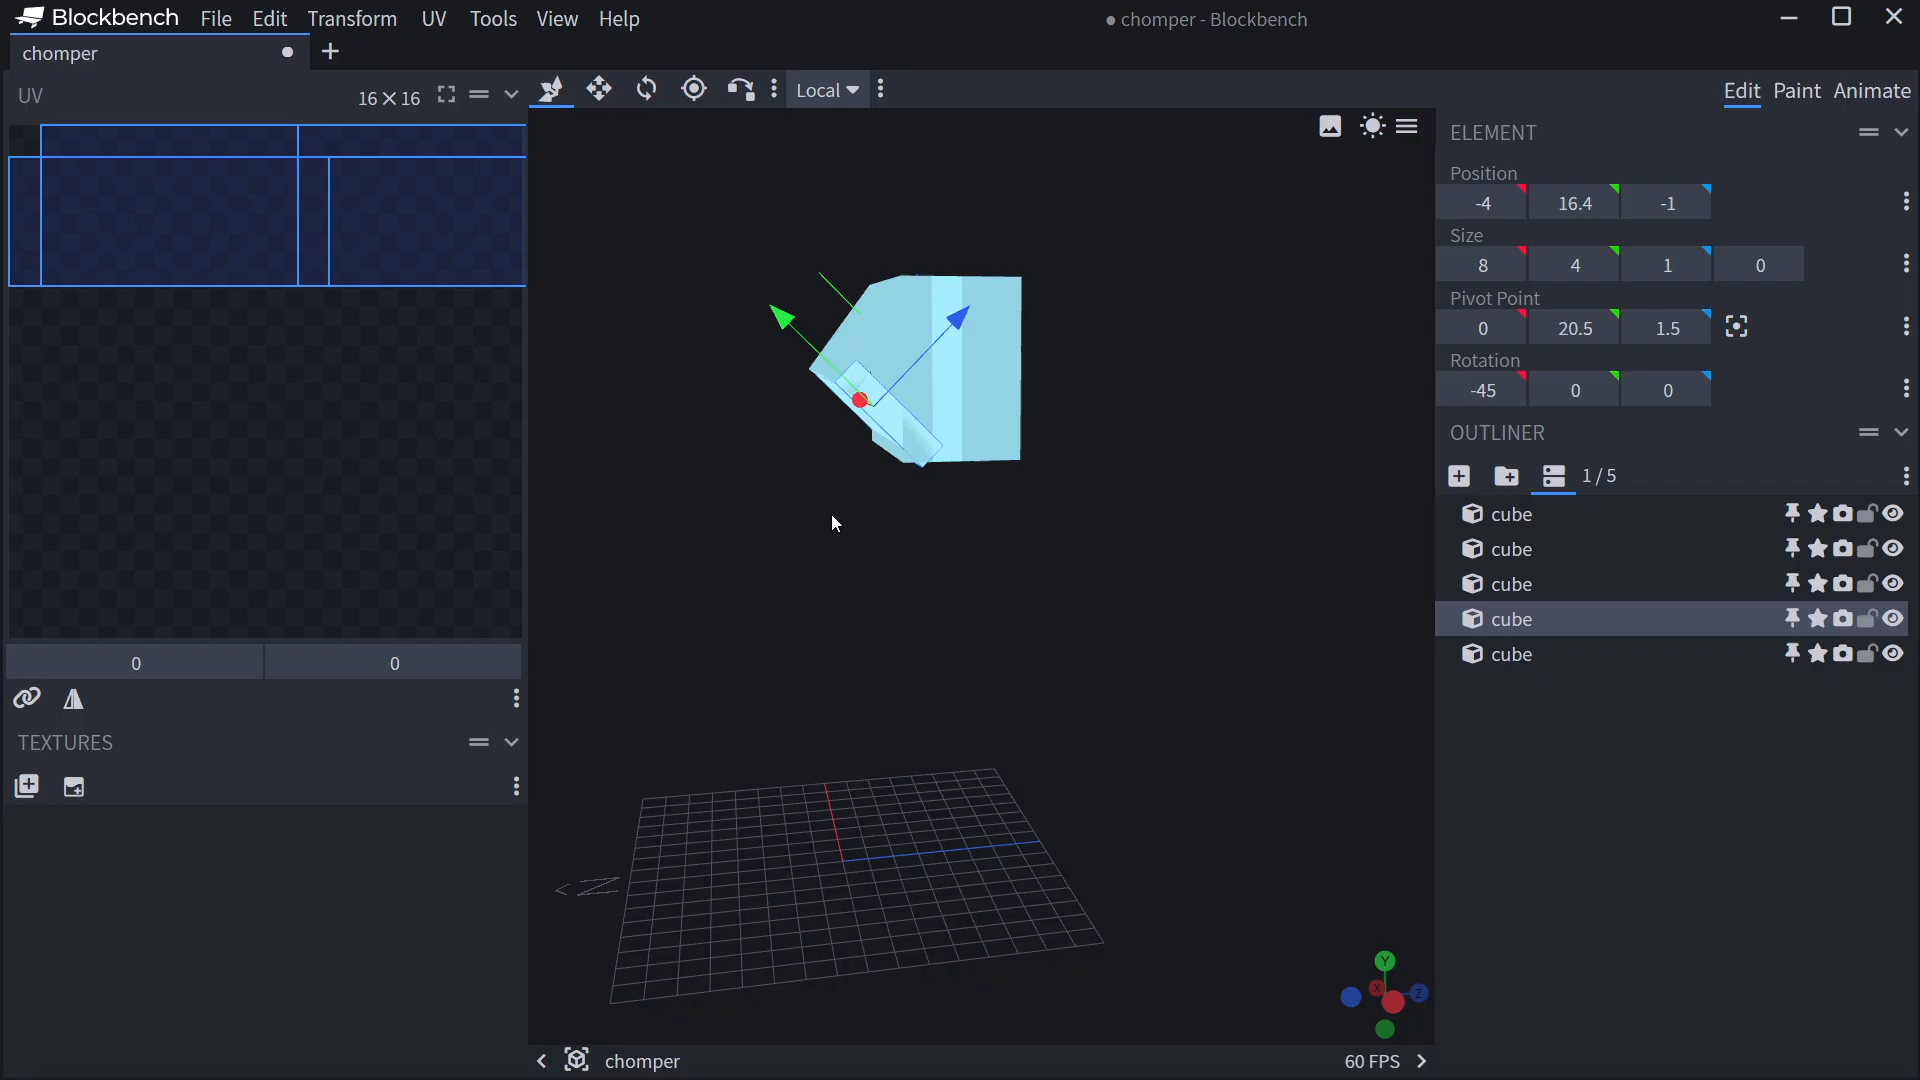 Blockbench File Edit Transform UV Tools View Help
● chomper - Blockbench
chomper
UV 16×16
Local
Edit Paint Animate
ELEMENT
Position
-4 16.4 -1
Size
8 4 1 0
Pivot Point
0 20.5 1.5
Rotation
-45 0 0
OUTLINER
1 / 5
cube
cube
cube
cube
cube
0 0
TEXTURES
Y
X Z
chomper 60 FPS